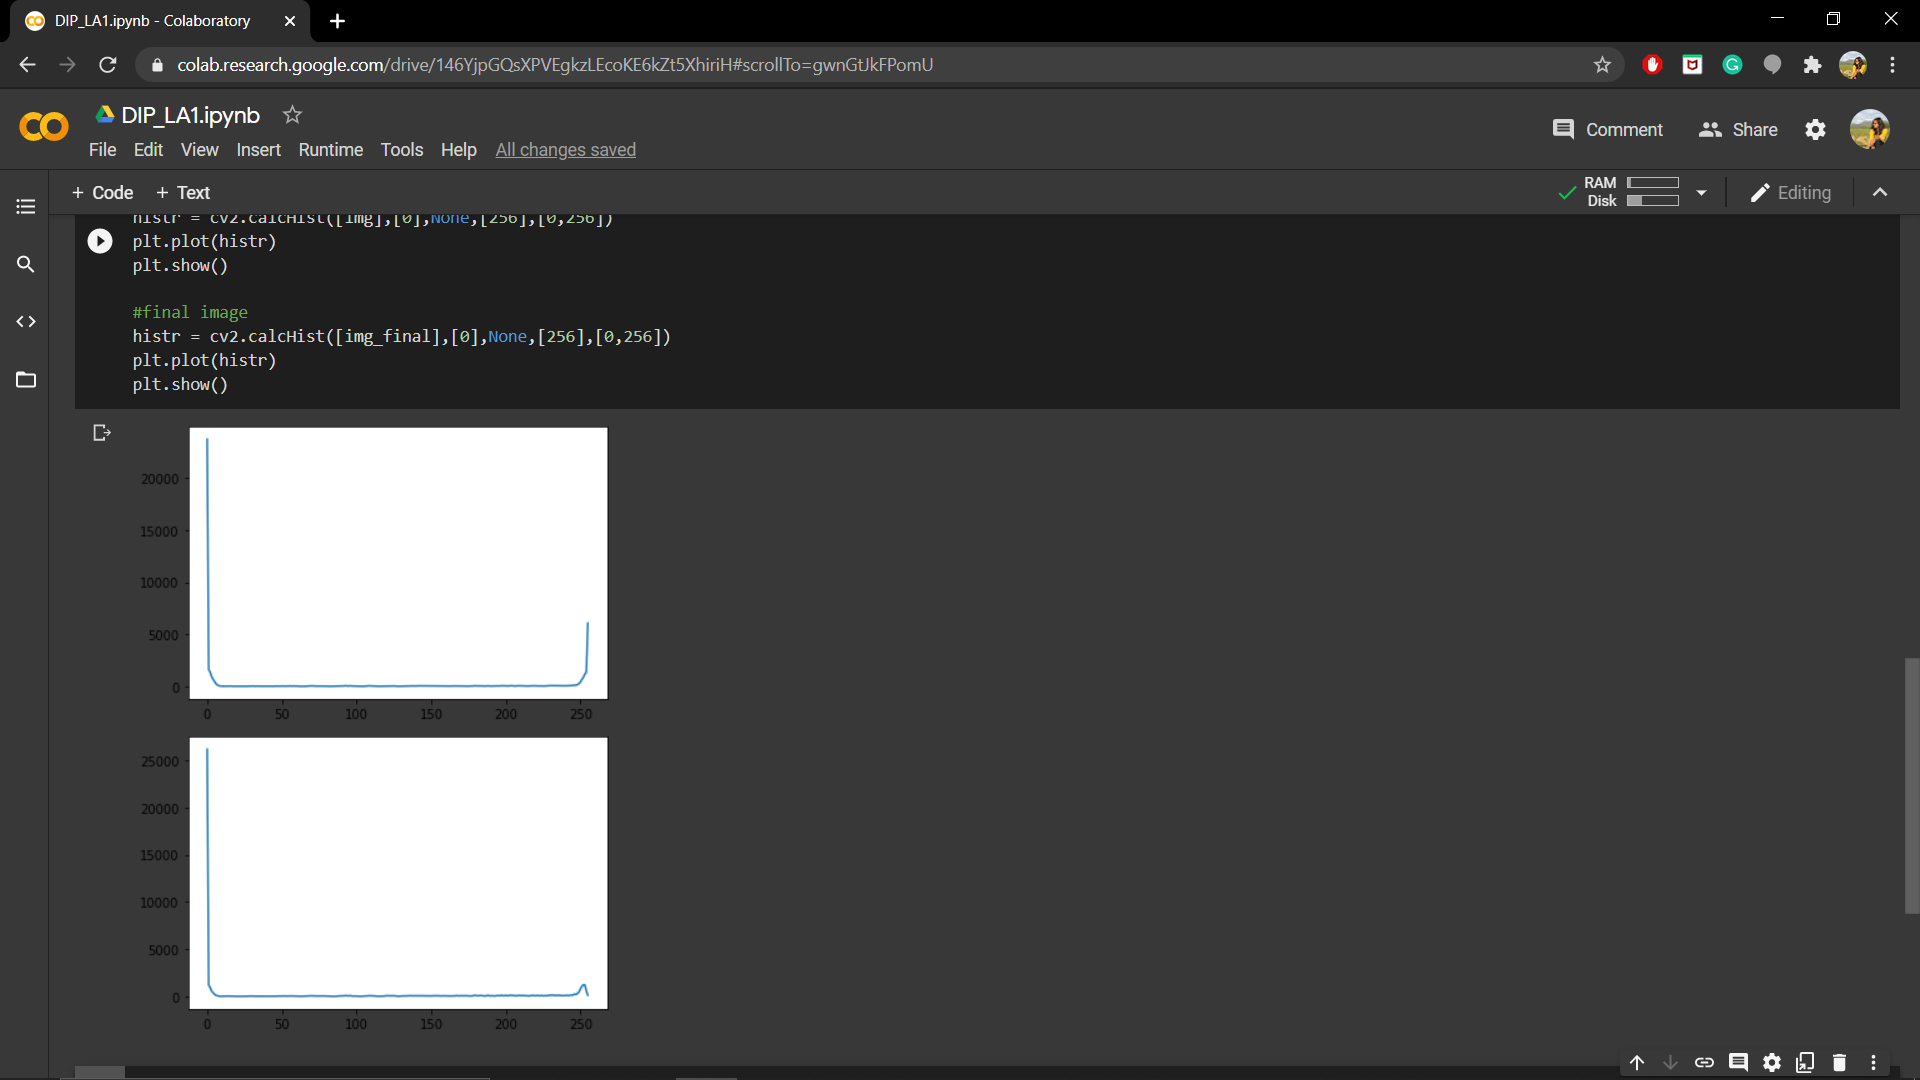 DIP_LA1.ipynb - Colaboratory
colab.research.google.com/drive/146YjpGQsXPVEgkzLEcoKE6kZt5XhiriH#scrollTo=gwnGtJkFPomU
DIP_LA1.ipynb
Comment
Share
File Edit View Insert Runtime Tools Help All changes saved
+ Code + Text
RAM
Disk
Editing
histr = cv2.calcHist([img],[0],None,[256],[0,256])
plt.plot(histr)
plt.show()
#final image
histr = cv2.calcHist([img_final],[0],None,[256],[0,256])
plt.plot(histr)
plt.show()
20000
15000
10000
5000
0
0 50 100 150 200 250
25000
20000
15000
10000
5000
0
0 50 100 150 200 250